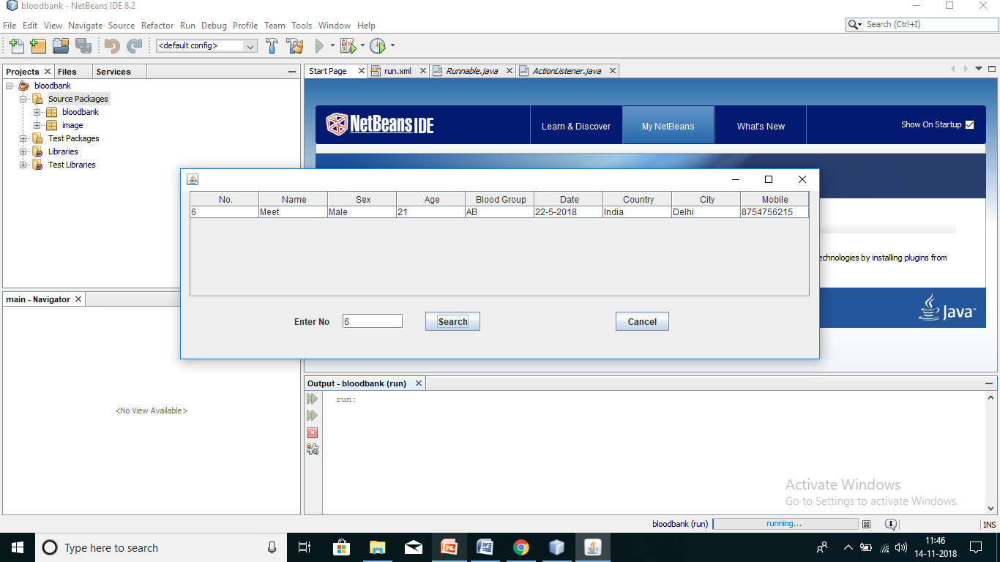 bloodbank - NetBeans IDE 8.2
File Edit View Navigate Source Refactor Run Debug Profile Team Tools Window Help
Search (Ctrl+I)
<default config>
Projects Files Services
Start Page run.xml Runnable.java ActionListener.java
bloodbank
Source Packages
bloodbank
image
Test Packages
Libraries
Test Libraries
NetBeans IDE
Learn & Discover My NetBeans What's New
Show On Startup
No. Name Sex Age Blood Group Date Country City Mobile
6 Meet Male 21 AB 22-5-2018 India Delhi 8754756215
Enter No 6 Search Cancel
echnologies by installing plugins from
Java™
main - Navigator
<No View Available>
Output - bloodbank (run)
run:
Activate Windows
Go to Settings to activate Windows.
bloodbank (run) running... 1 INS
Type here to search
11:46
14-11-2018